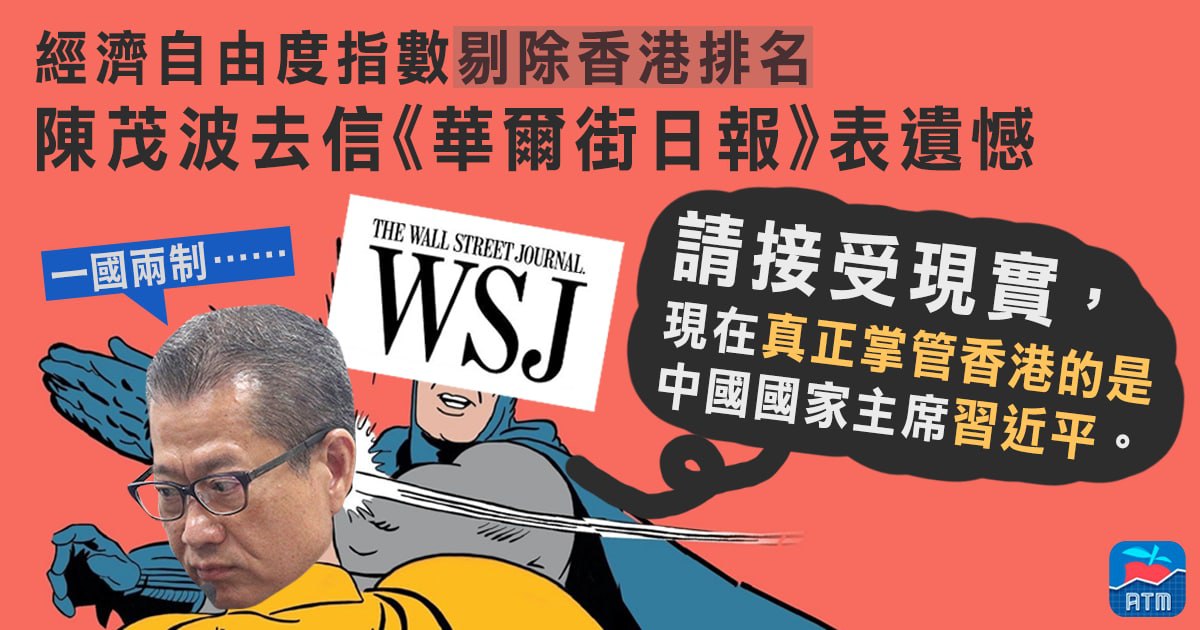 經濟自由度指數剔除香港排名
陳茂波去信《華爾街日報》表遺憾
一國兩制⋯⋯
THE WALL STREET JOURNAL.
WSJ
請接受現實，
現在真正掌管香港的是
中國國家主席習近平。
ATM